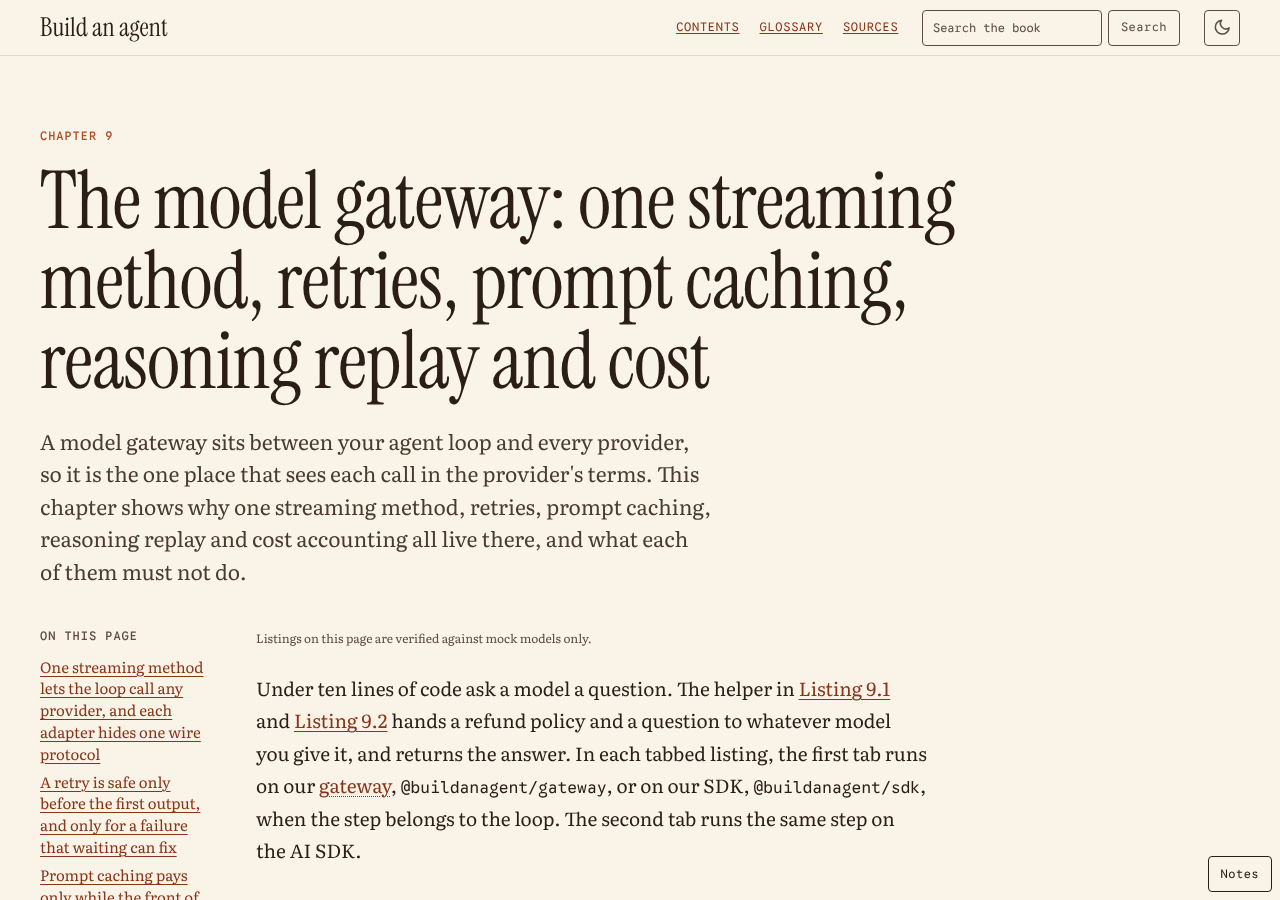 Build an agent
CONTENTS GLOSSARY SOURCES Search the book Search
CHAPTER 9
The model gateway: one streaming
method, retries, prompt caching,
reasoning replay and cost
A model gateway sits between your agent loop and every provider,
so it is the one place that sees each call in the provider's terms. This
chapter shows why one streaming method, retries, prompt caching,
reasoning replay and cost accounting all live there, and what each
of them must not do.
ON THIS PAGE
One streaming method
lets the loop call any
provider, and each
adapter hides one wire
protocol
A retry is safe only
before the first output,
and only for a failure
that waiting can fix
Prompt caching pays
only while the front of
Listings on this page are verified against mock models only.
Under ten lines of code ask a model a question. The helper in Listing 9.1
and Listing 9.2 hands a refund policy and a question to whatever model
you give it, and returns the answer. In each tabbed listing, the first tab runs
on our gateway, @buildanagent/gateway, or on our SDK, @buildanagent/sdk,
when the step belongs to the loop. The second tab runs the same step on
the AI SDK.
Notes